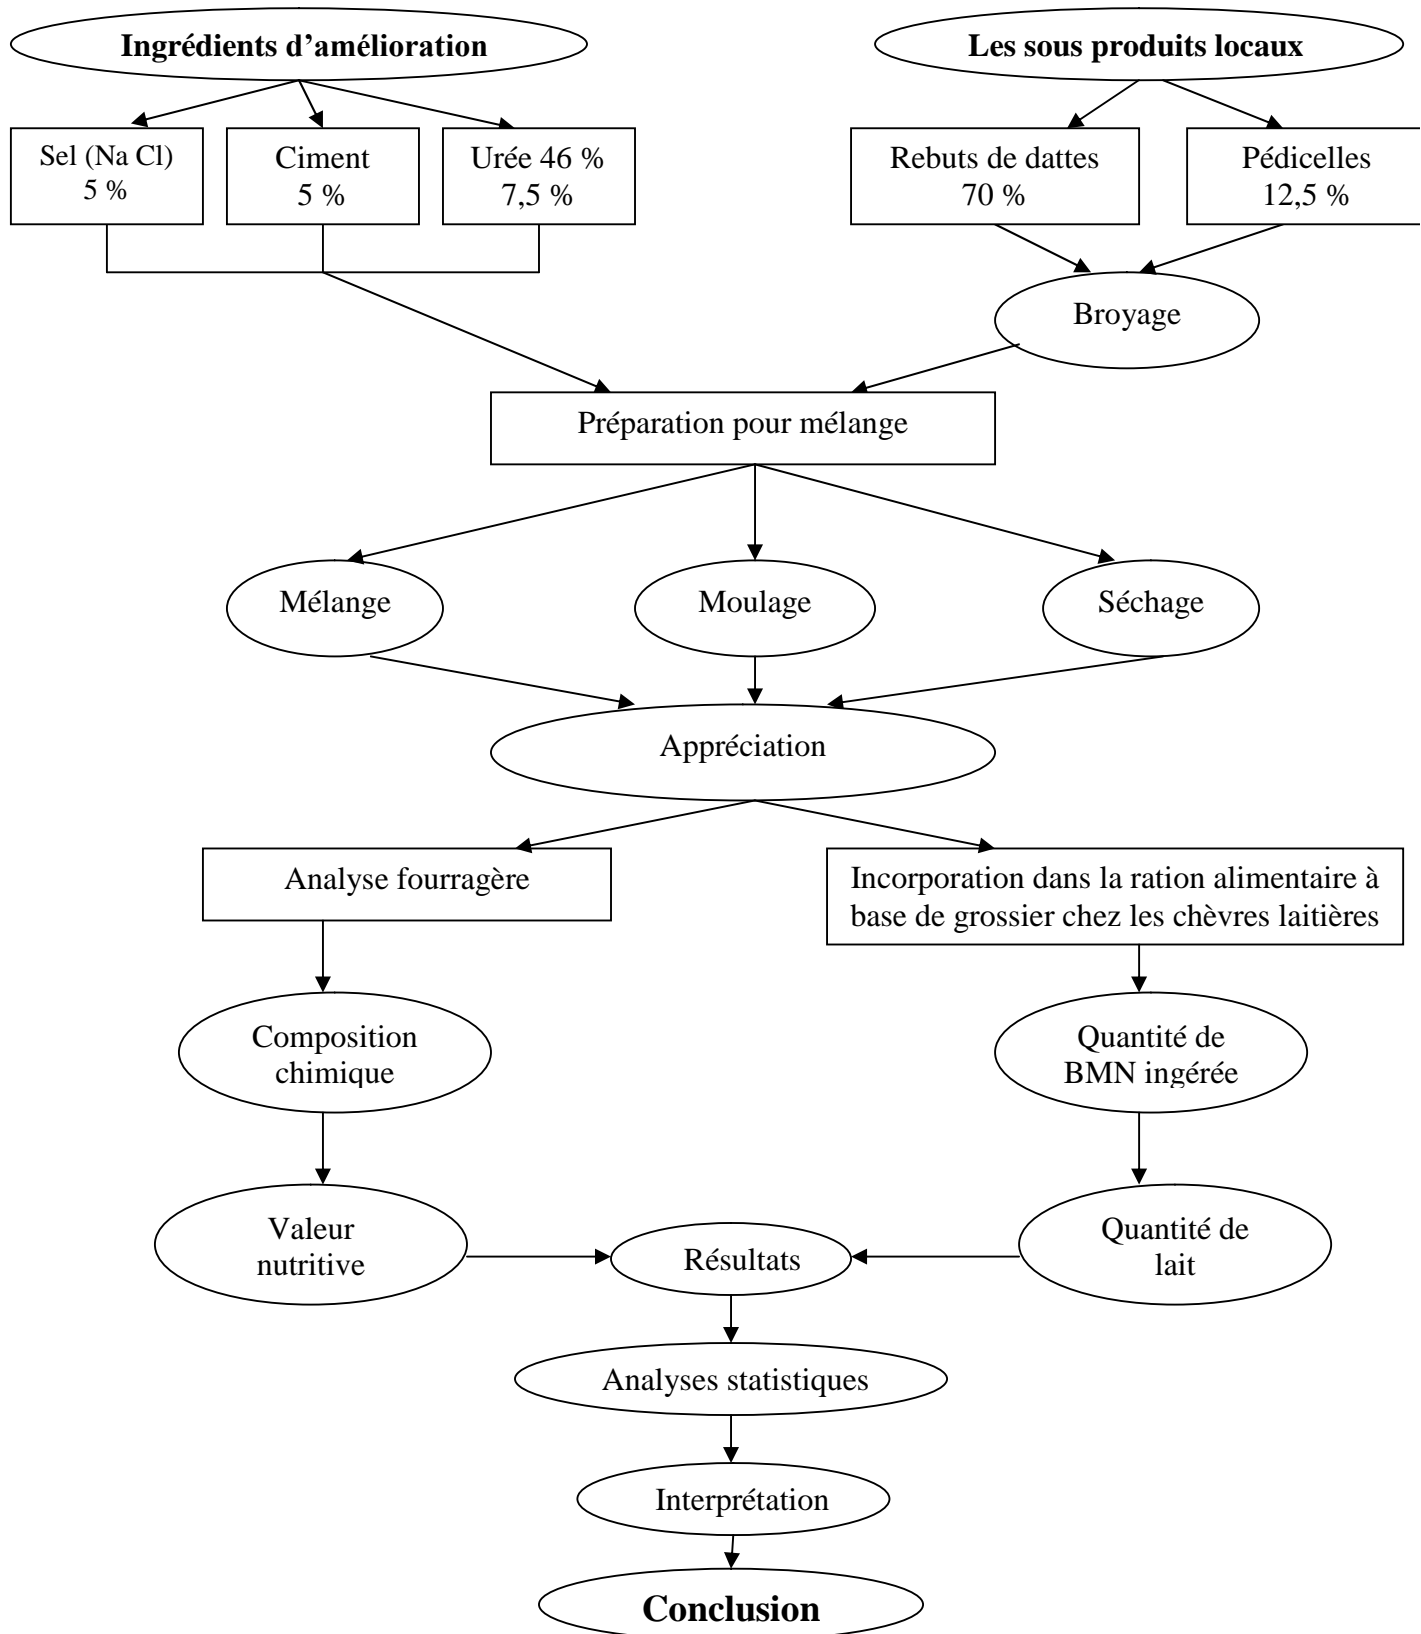 Ingrédients d’amélioration
Les sous produits locaux
Sel (Na Cl)
5 %
Ciment
5 %
Urée 46 %
7,5 %
Rebuts de dattes
70 %
Pédicelles
12,5 %
Broyage
Préparation pour mélange
Mélange
Moulage
Séchage
Appréciation
Analyse fourragère
Incorporation dans la ration alimentaire à
base de grossier chez les chèvres laitières
Composition
chimique
Quantité de
BMN ingérée
Valeur
nutritive
Résultats
Quantité de
lait
Analyses statistiques
Interprétation
Conclusion